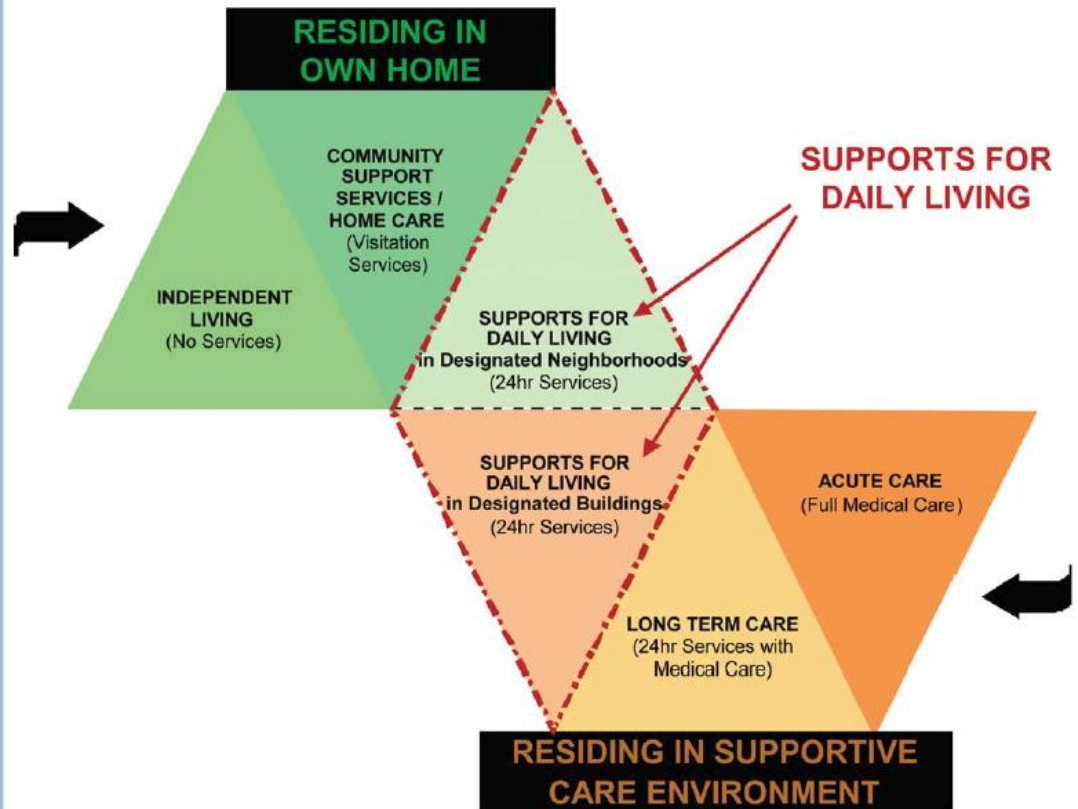 RESIDING IN
OWN HOME
COMMUNITY
SUPPORT
SERVICES /
HOME CARE
(Visitation
Services)
SUPPORTS FOR
DAILY LIVING
INDEPENDENT
LIVING
(No Services)
SUPPORTS FOR
DAILY LIVING
in Designated Neighborhoods
(24hr Services)
SUPPORTS FOR
DAILY LIVING
in Designated Buildings
(24hr Services)
ACUTE CARE
(Full Medical Care)
LONG TERM CARE
(24hr Services with
Medical Care)
RESIDING IN SUPPORTIVE
CARE ENVIRONMENT